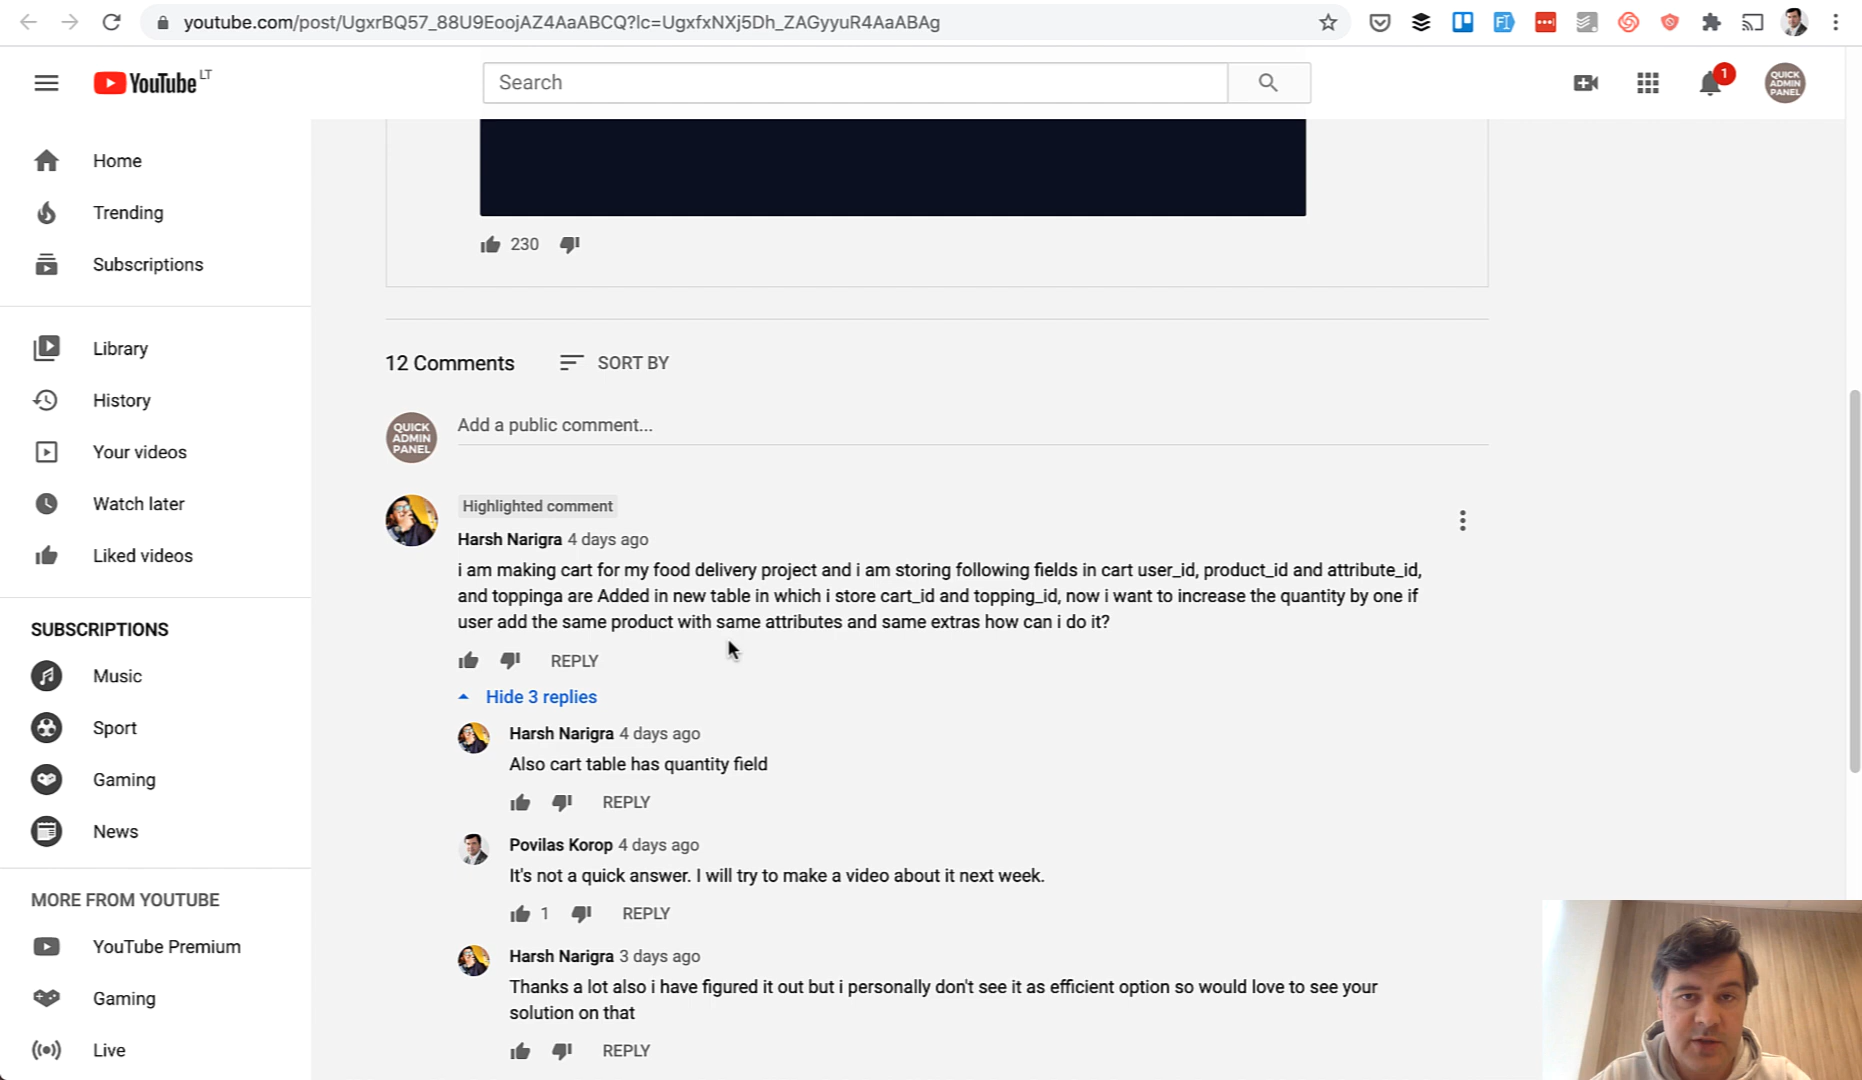 youtube.com/post/UgxrBQ57_88U9EoojAZ4AaABCQ?lc=UgxfxNXj5Dh_ZAGyyuR4AaABAg
YouTube LT
Search
1
QUICK
ADMIN
PANEL
Home
Trending
Subscriptions
Library
History
Your videos
Watch later
Liked videos
SUBSCRIPTIONS
Music
Sport
Gaming
News
MORE FROM YOUTUBE
YouTube Premium
Gaming
Live
230
12 Comments
SORT BY
QUICK
ADMIN
PANEL
Add a public comment...
Highlighted comment
Harsh Narigra 4 days ago
i am making cart for my food delivery project and i am storing following fields in cart user_id, product_id and attribute_id,
and toppinga are Added in new table in which i store cart_id and topping_id, now i want to increase the quantity by one if
user add the same product with same attributes and same extras how can i do it?
REPLY
Hide 3 replies
Harsh Narigra 4 days ago
Also cart table has quantity field
REPLY
Povilas Korop 4 days ago
It's not a quick answer. I will try to make a video about it next week.
1 REPLY
Harsh Narigra 3 days ago
Thanks a lot also i have figured it out but i personally don't see it as efficient option so would love to see your
solution on that
REPLY